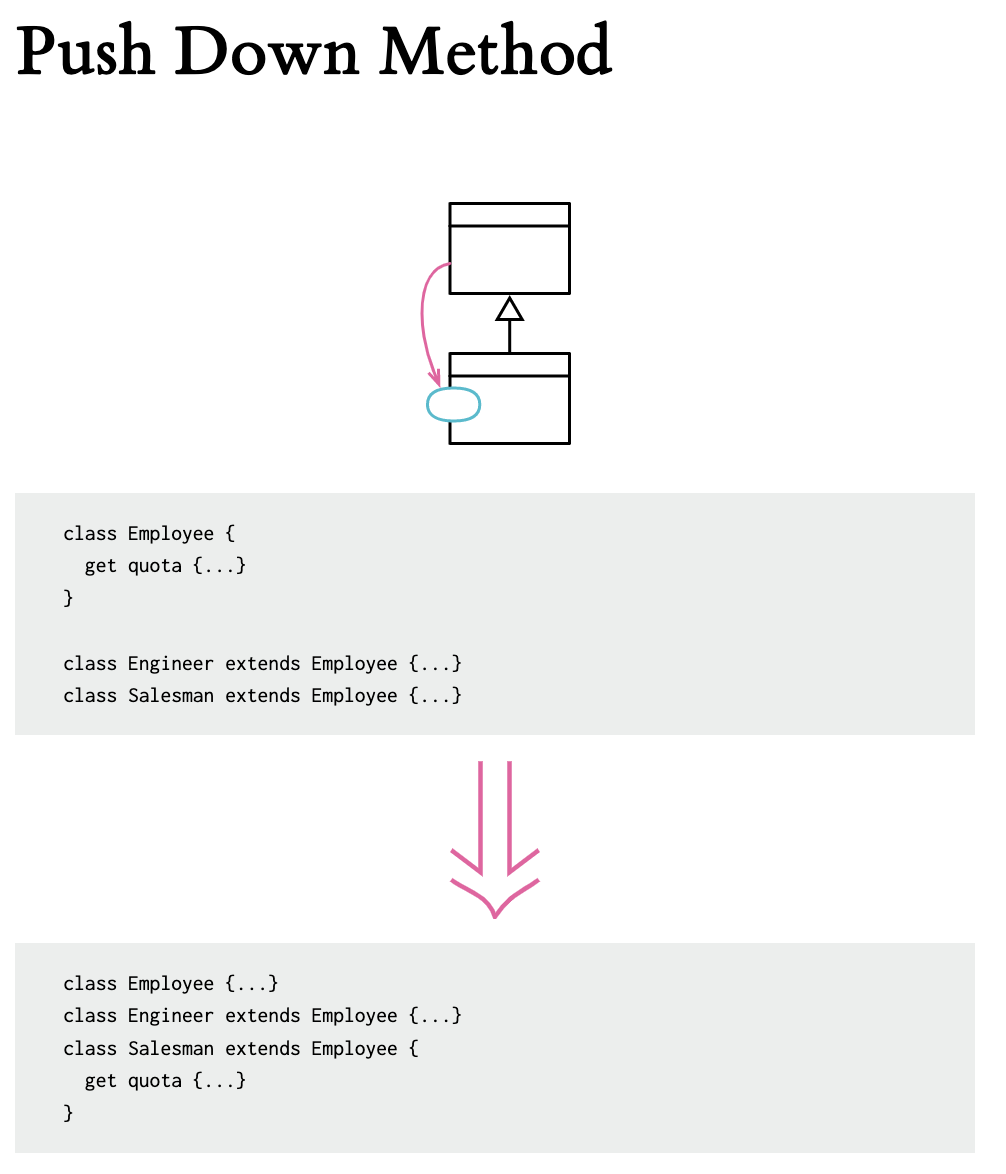 Push Down Method
class Employee {
  get quota {...}
}
class Engineer extends Employee {...}
class Salesman extends Employee {...}
class Employee {...}
class Engineer extends Employee {...}
class Salesman extends Employee {
  get quota {...}
}